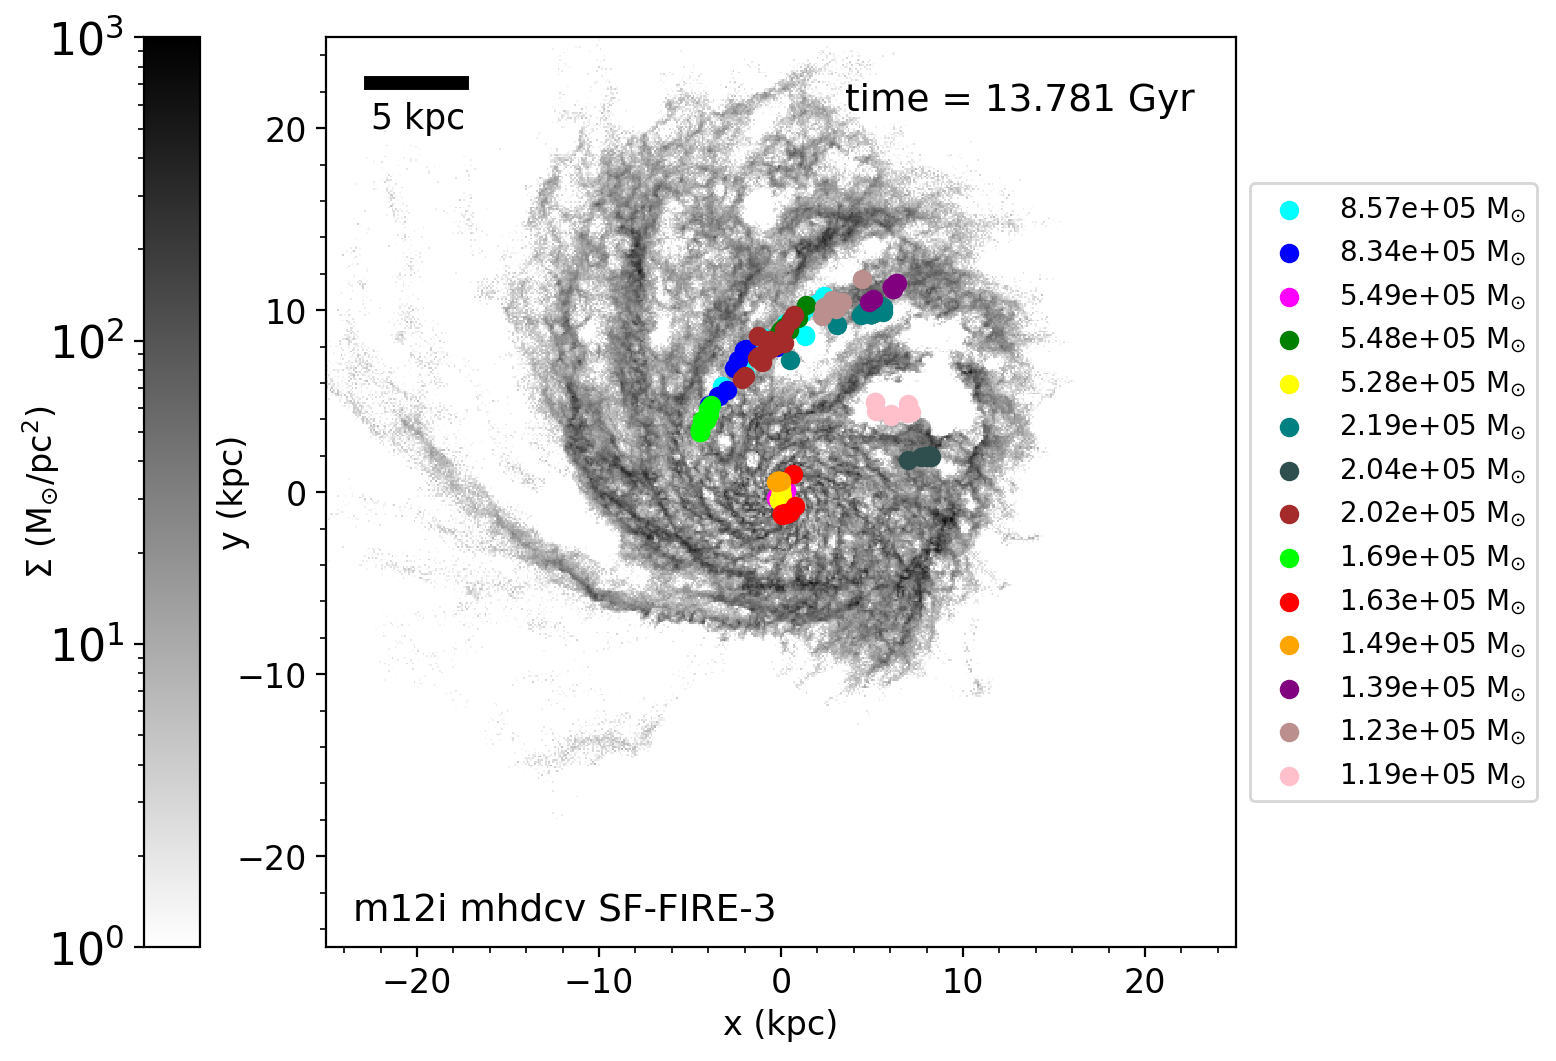 10³
10²
10¹
10⁰
Σ (M☉/pc²)
20
10
0
−10
−20
y (kpc)
5 kpc
time = 13.781 Gyr
m12i mhdcv SF-FIRE-3
−20
−10
0
10
20
x (kpc)
8.57e+05 M☉
8.34e+05 M☉
5.49e+05 M☉
5.48e+05 M☉
5.28e+05 M☉
2.19e+05 M☉
2.04e+05 M☉
2.02e+05 M☉
1.69e+05 M☉
1.63e+05 M☉
1.49e+05 M☉
1.39e+05 M☉
1.23e+05 M☉
1.19e+05 M☉